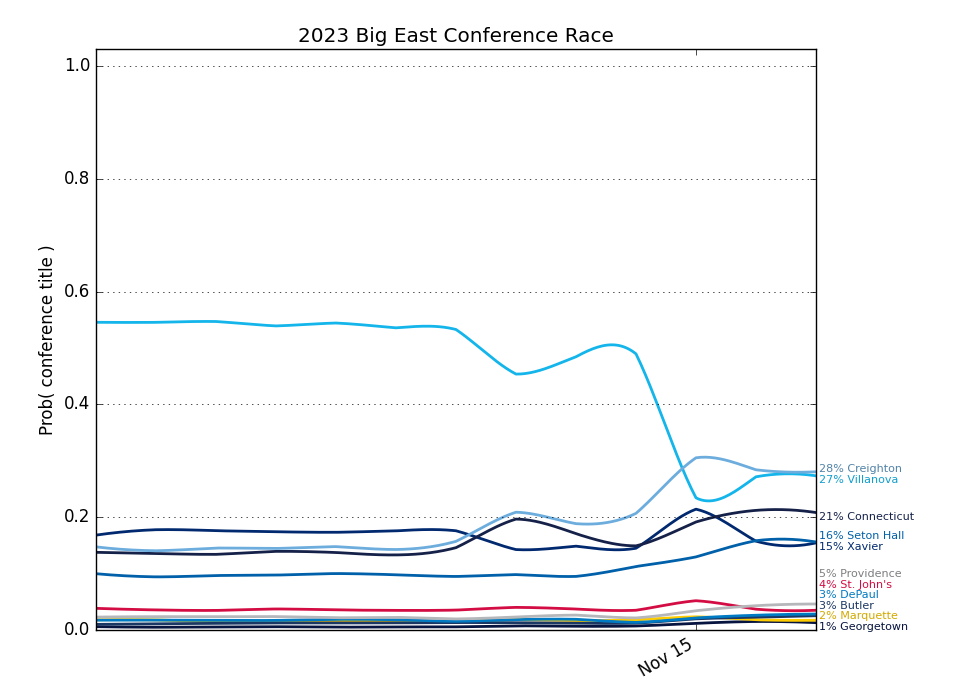 2023 Big East Conference Race
Prob( conference title )
1.0
0.8
0.6
0.4
0.2
0.0
Nov 15
28% Creighton
27% Villanova
21% Connecticut
16% Seton Hall
15% Xavier
5% Providence
4% St. John's
3% DePaul
3% Butler
2% Marquette
1% Georgetown